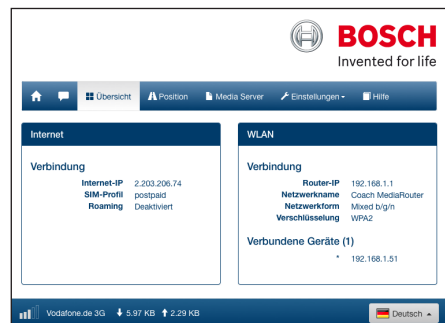 BOSCH
Invented for life
Übersicht Position Media Server Einstellungen Hilfe
Internet
Verbindung
Internet-IP 2.203.206.74
SIM-Profil postpaid
Roaming Deaktiviert
WLAN
Verbindung
Router-IP 192.168.1.1
Netzwerkname Coach MediaRouter
Netzwerkform Mixed b/g/n
Verschlüsselung WPA2
Verbundene Geräte (1)
* 192.168.1.51
Vodafone.de 3G 5.97 KB 2.29 KB Deutsch